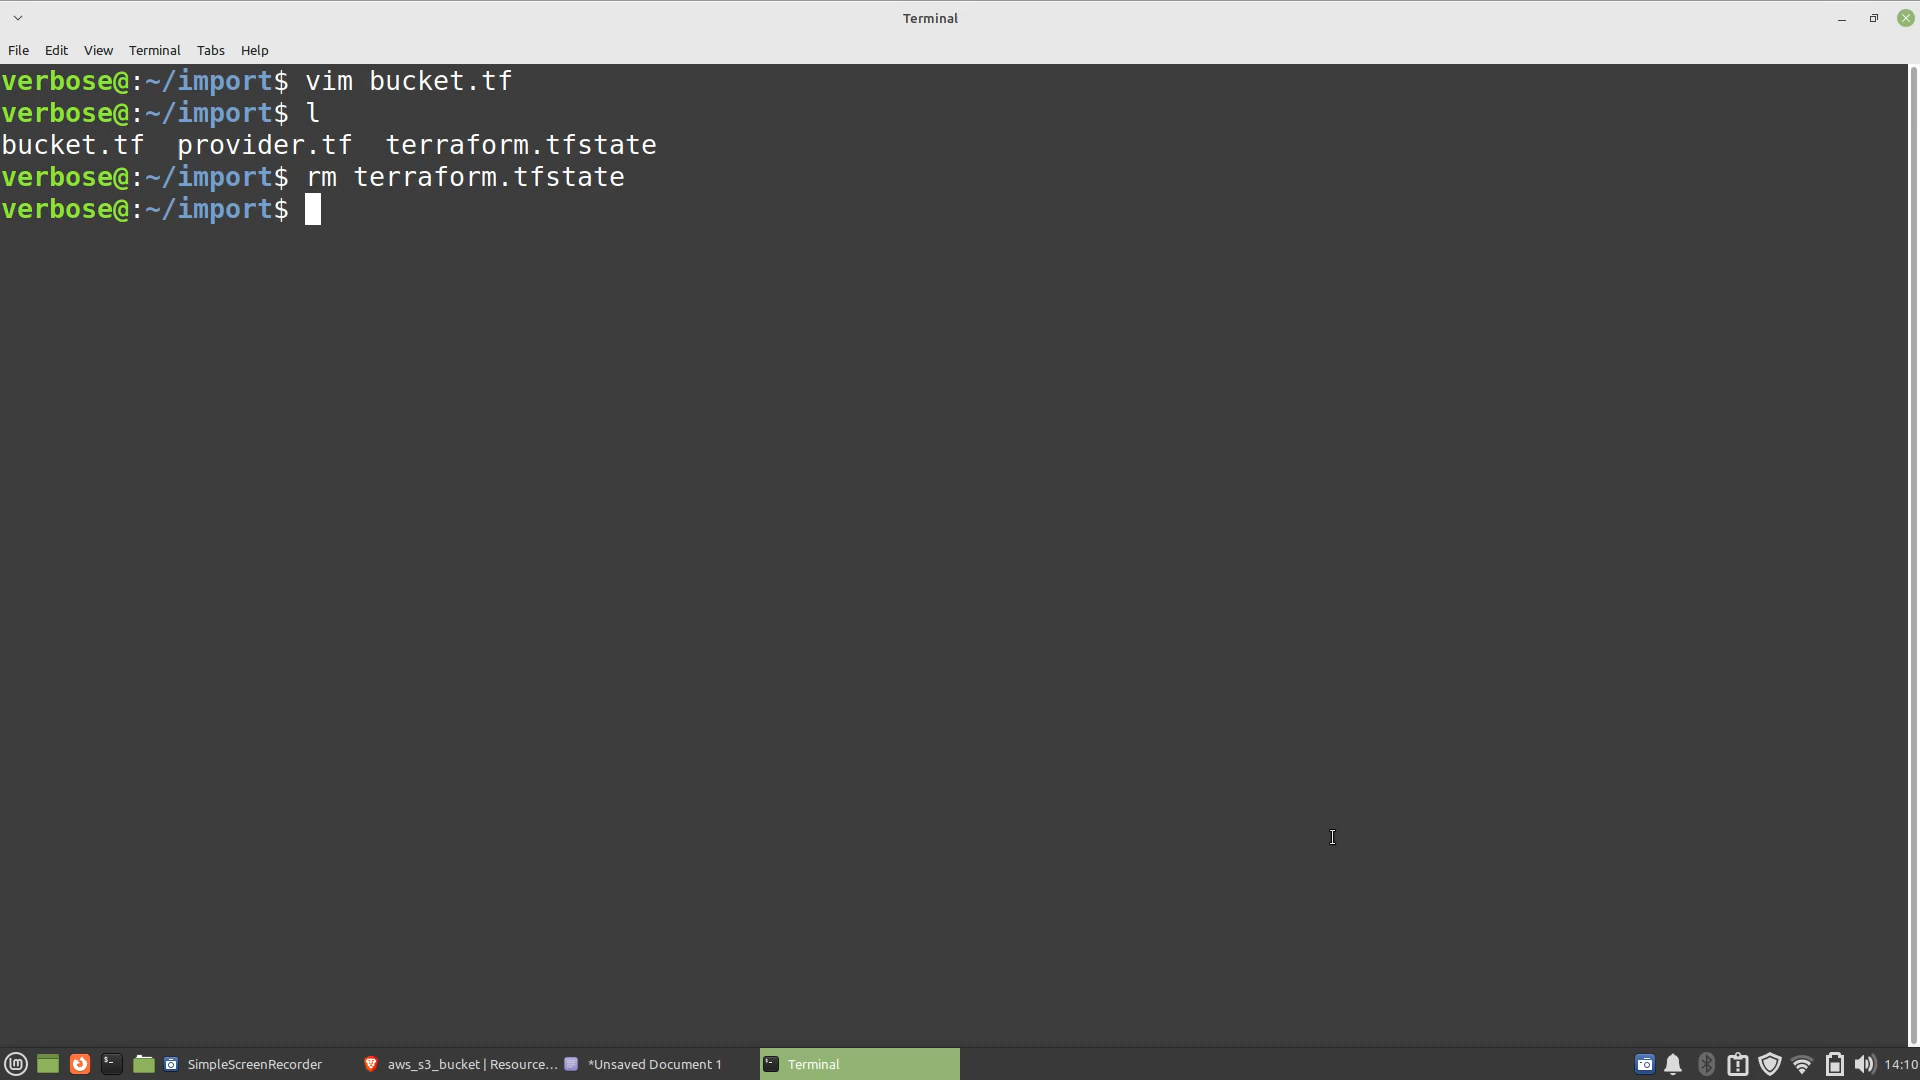 Terminal
File Edit View Terminal Tabs Help
verbose@:~/import$ vim bucket.tf
verbose@:~/import$ l
bucket.tf  provider.tf  terraform.tfstate
verbose@:~/import$ rm terraform.tfstate
verbose@:~/import$
SimpleScreenRecorder aws_s3_bucket | Resource... *Unsaved Document 1 Terminal 14:10